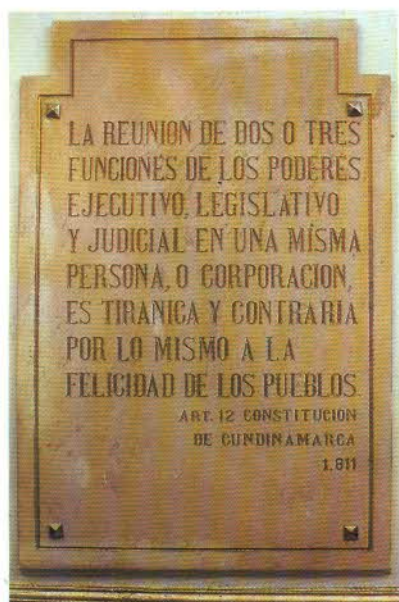 LA REUNION DE DOS O TRES
FUNCIONES DE LOS PODERES
EJECUTIVO, LEGISLATIVO
Y JUDICIAL EN UNA MISMA
PERSONA, O CORPORACION,
ES TIRANICA Y CONTRARIA
POR LO MISMO A LA
FELICIDAD DE LOS PUEBLOS.
ART. 12 CONSTITUCION
DE CUNDINAMARCA
1.811